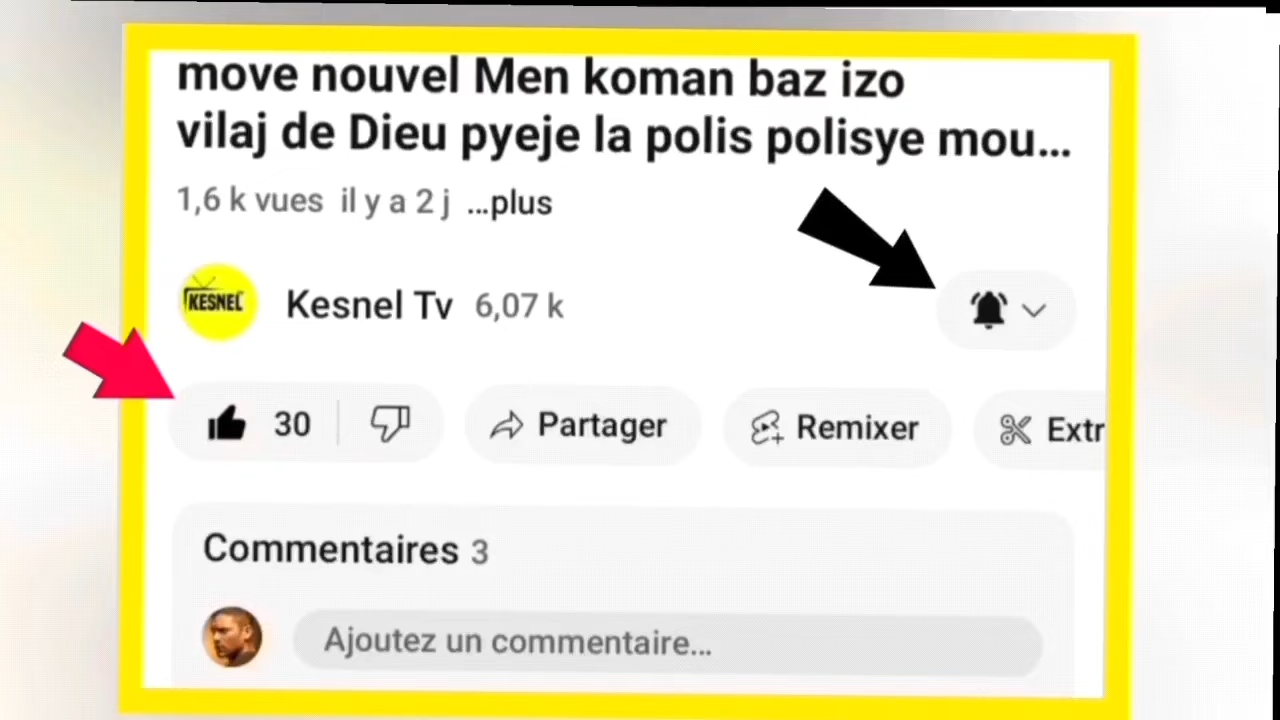 move nouvel Men koman baz izo
vilaj de Dieu pyeje la polis polisye mou...
1,6 k vues il y a 2 j ...plus
KESNEL
Kesnel Tv 6,07 k
30 Partager Remixer Extr
Commentaires 3
Ajoutez un commentaire...